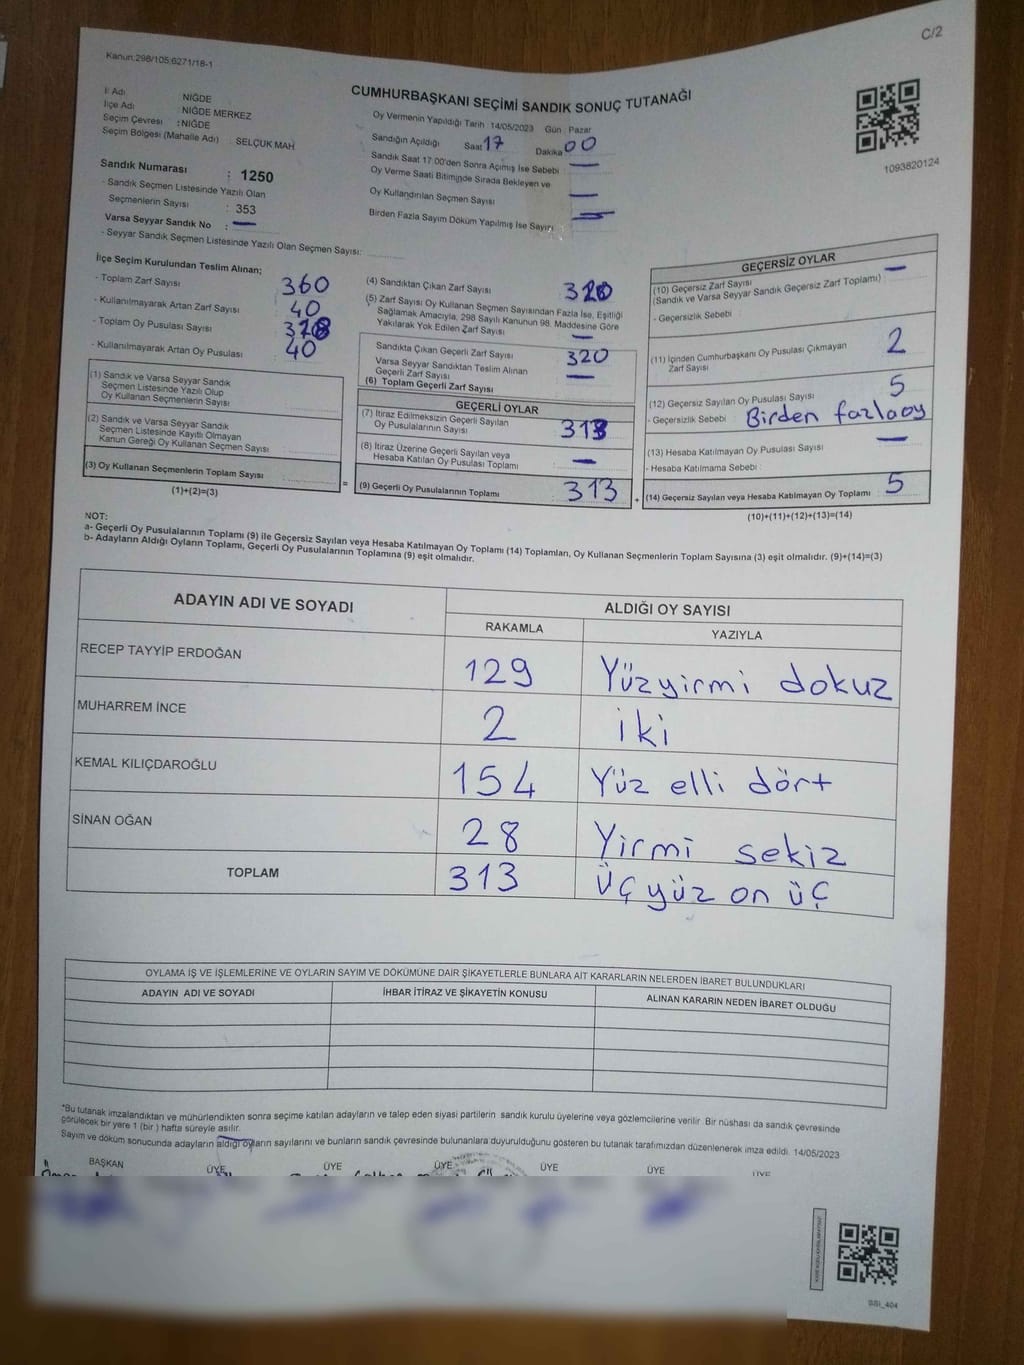 C/2
Kanun:298/105;6271/18-1
CUMHURBAŞKANI SEÇİMİ SANDIK SONUÇ TUTANAĞI
İl Adı : NİĞDE
İlçe Adı : NİĞDE MERKEZ
Seçim Çevresi : NİĞDE
Seçim Bölgesi (Mahalle Adı) : SELÇUK MAH
Sandık Numarası : 1250
- Sandık Seçmen Listesinde Yazılı Olan
Seçmenlerin Sayısı : 353
Varsa Seyyar Sandık No : —
- Seyyar Sandık Seçmen Listesinde Yazılı Olan Seçmen Sayısı:
Oy Vermenin Yapıldığı Tarih : 14/05/2023 Gün : Pazar
Sandığın Açıldığı Saat 17 Dakika 00
Sandık Saat 17:00'den Sonra Açımış İse Sebebi : —
Oy Verme Saati Bitiminde Sırada Bekleyen ve
Oy Kullandırılan Seçmen Sayısı —
Birden Fazla Sayım Döküm Yapılmış İse Sayısı —
1093820124
İlçe Seçim Kurulundan Teslim Alınan;
- Toplam Zarf Sayısı 360
- Kullanılmayarak Artan Zarf Sayısı 40
- Toplam Oy Pusulası Sayısı
- Kullanılmayarak Artan Oy Pusulası 40
(1) Sandık ve Varsa Seyyar Sandık
Seçmen Listesinde Yazılı Olup
Oy Kullanan Seçmenlerin Sayısı
(2) Sandık ve Varsa Seyyar Sandık
Seçmen Listesinde Kayıtlı Olmayan
Kanun Gereği Oy Kullanan Seçmen Sayısı
(3) Oy Kullanan Seçmenlerin Toplam Sayısı
(1)+(2)=(3)
(4) Sandıktan Çıkan Zarf Sayısı 320
(5) Zarf Sayısı Oy Kullanan Seçmen Sayısından Fazla İse, Eşitliği
Sağlamak Amacıyla, 298 Sayılı Kanunun 98. Maddesine Göre
Yakılarak Yok Edilen Zarf Sayısı —
Sandıkta Çıkan Geçerli Zarf Sayısı 320
Varsa Seyyar Sandıktan Teslim Alınan
Geçerli Zarf Sayısı —
(6) Toplam Geçerli Zarf Sayısı
GEÇERLİ OYLAR
(7) İtiraz Edilmeksizin Geçerli Sayılan
Oy Pusulalarının Sayısı 313
(8) İtiraz Üzerine Geçerli Sayılan veya
Hesaba Katılan Oy Pusulası Toplamı —
= (9) Geçerli Oy Pusulalarının Toplamı 313
GEÇERSİZ OYLAR
(10) Geçersiz Zarf Sayısı —
(Sandık ve Varsa Seyyar Sandık Geçersiz Zarf Toplamı)
- Geçersizlik Sebebi :
(11) İçinden Cumhurbaşkanı Oy Pusulası Çıkmayan
Zarf Sayısı 2
(12) Geçersiz Sayılan Oy Pusulası Sayısı 5
- Geçersizlik Sebebi Birden fazla oy
(13) Hesaba Katılmayan Oy Pusulası Sayısı —
- Hesaba Katılmama Sebebi :
+ (14) Geçersiz Sayılan veya Hesaba Katılmayan Oy Toplamı 5
(10)+(11)+(12)+(13)=(14)
NOT:
a- Geçerli Oy Pusulalarının Toplamı (9) ile Geçersiz Sayılan veya Hesaba Katılmayan Oy Toplamı (14) Toplamları, Oy Kullanan Seçmenlerin Toplam Sayısına (3) eşit olmalıdır. (9)+(14)=(3)
b- Adayların Aldığı Oyların Toplamı, Geçerli Oy Pusulalarının Toplamına (9) eşit olmalıdır.
ADAYIN ADI VE SOYADI ALDIĞI OY SAYISI
RAKAMLA YAZIYLA
RECEP TAYYİP ERDOĞAN 129 Yüzyirmi dokuz
MUHARREM İNCE 2 iki
KEMAL KILIÇDAROĞLU 154 Yüz elli dört
SİNAN OĞAN 28 Yirmi sekiz
TOPLAM 313 Üçyüz on üç
OYLAMA İŞ VE İŞLEMLERİNE VE OYLARIN SAYIM VE DÖKÜMÜNE DAİR ŞİKAYETLERLE BUNLARA AİT KARARLARIN NELERDEN İBARET BULUNDUKLARI
ADAYIN ADI VE SOYADI İHBAR İTİRAZ VE ŞİKAYETİN KONUSU ALINAN KARARIN NEDEN İBARET OLDUĞU
*Bu tutanak imzalandıktan ve mühürlendikten sonra seçime katılan adayların ve talep eden siyasi partilerin sandık kurulu üyelerine veya gözlemcilerine verilir. Bir nüshası da sandık çevresinde
görülecek bir yere 1 (bir) hafta süreyle asılır.
Sayım ve döküm sonucunda adayların aldığı oyların sayılarını ve bunların sandık çevresinde bulunanlara duyurulduğunu gösteren bu tutanak tarafımızdan düzenlenerek imza edildi. 14/05/2023
BAŞKAN ÜYE ÜYE ÜYE ÜYE ÜYE ÜYE
SSI_404